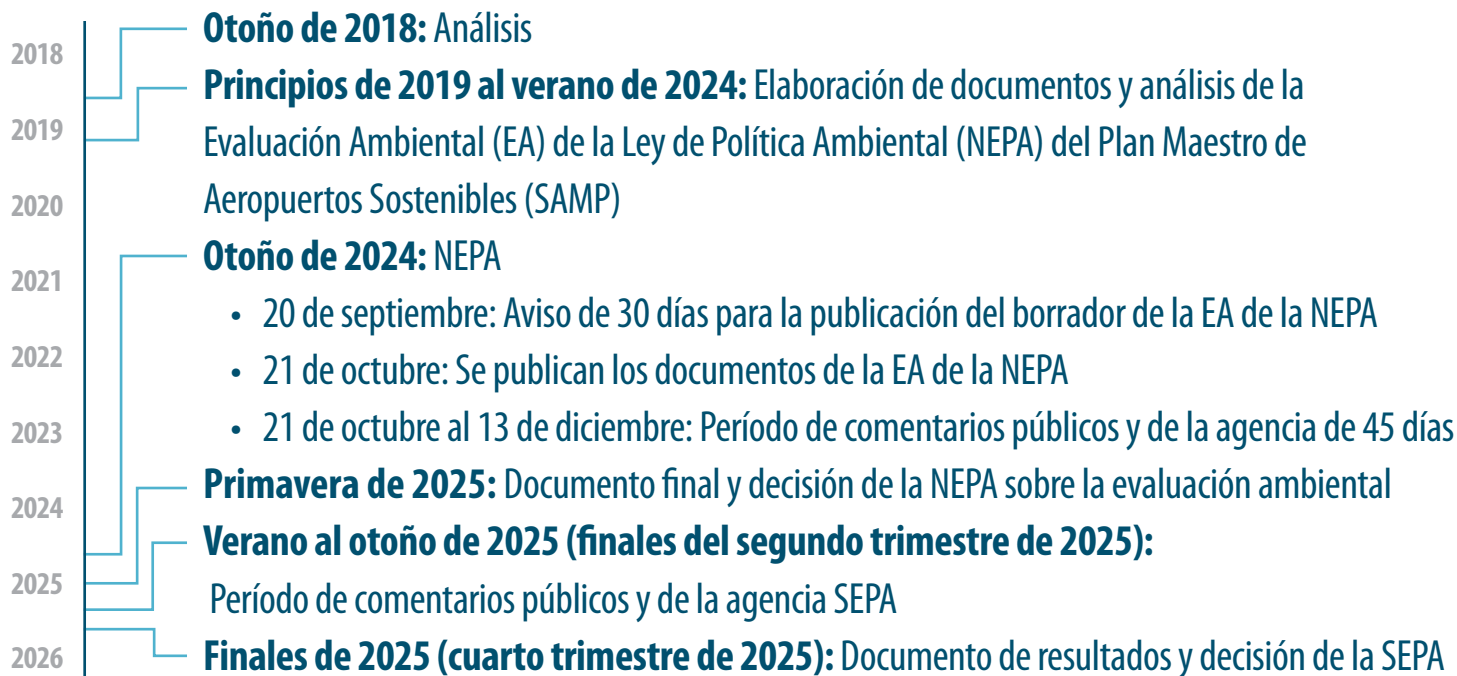 2018
2019
2020
2021
2022
2023
2024
2025
2026
Otoño de 2018: Análisis
Principios de 2019 al verano de 2024: Elaboración de documentos y análisis de la
Evaluación Ambiental (EA) de la Ley de Política Ambiental (NEPA) del Plan Maestro de
Aeropuertos Sostenibles (SAMP)
Otoño de 2024: NEPA
• 20 de septiembre: Aviso de 30 días para la publicación del borrador de la EA de la NEPA
• 21 de octubre: Se publican los documentos de la EA de la NEPA
• 21 de octubre al 13 de diciembre: Período de comentarios públicos y de la agencia de 45 días
Primavera de 2025: Documento final y decisión de la NEPA sobre la evaluación ambiental
Verano al otoño de 2025 (finales del segundo trimestre de 2025):
Período de comentarios públicos y de la agencia SEPA
Finales de 2025 (cuarto trimestre de 2025): Documento de resultados y decisión de la SEPA